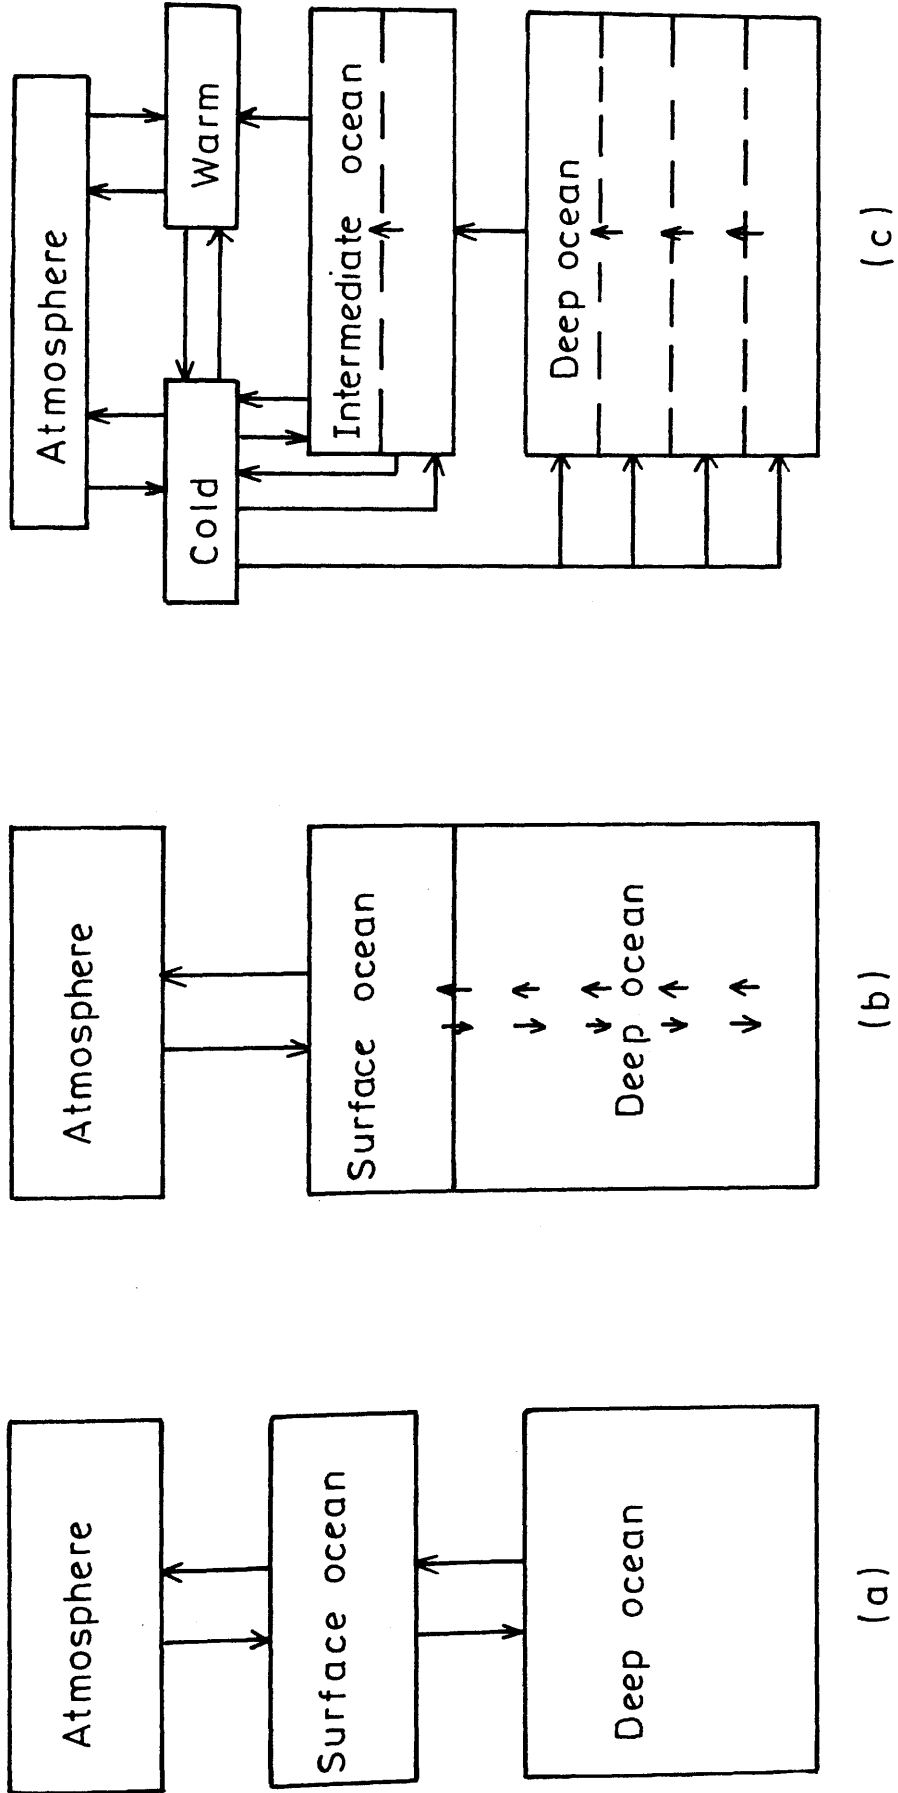 Atmosphere
Surface ocean
Deep ocean
(a)
Atmosphere
Surface ocean
Deep ocean
(b)
Atmosphere
Cold
Warm
Intermediate ocean
Deep ocean
(c)